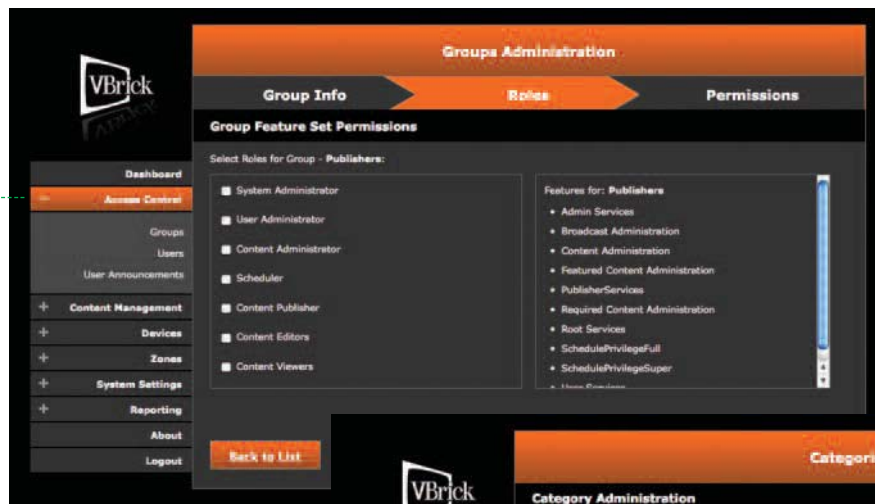 Groups Administration
VBrick
Group Info
Roles
Permissions
Group Feature Set Permissions
Select Roles for Group - Publishers:
Dashboard
Access Control
Groups
Users
User Announcements
+ Content Management
+ Devices
+ Zones
+ System Settings
+ Reporting
About
Logout
System Administrator
User Administrator
Content Administrator
Scheduler
Content Publisher
Content Editors
Content Viewers
Features for: Publishers
• Admin Services
• Broadcast Administration
• Content Administration
• Featured Content Administration
• PublisherServices
• Required Content Administration
• Root Services
• SchedulePrivilegeFull
• SchedulePrivilegeSuper
• User Services
Back to List
VBrick
Categori
Category Administration